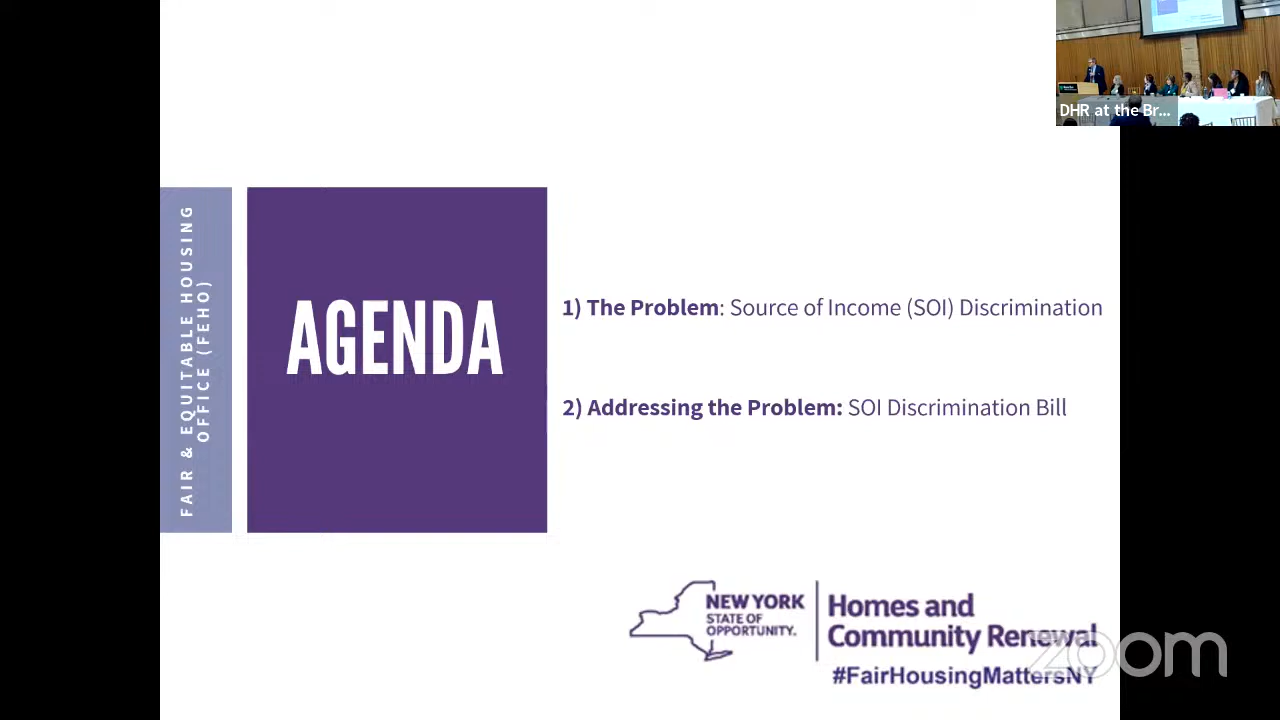 DHR at the Br...
FAIR & EQUITABLE HOUSING
OFFICE (FEHO)
AGENDA
1) The Problem: Source of Income (SOI) Discrimination
2) Addressing the Problem: SOI Discrimination Bill
NEW YORK
STATE OF
OPPORTUNITY.
Homes and
Community Renewal
#FairHousingMattersNY
zoom